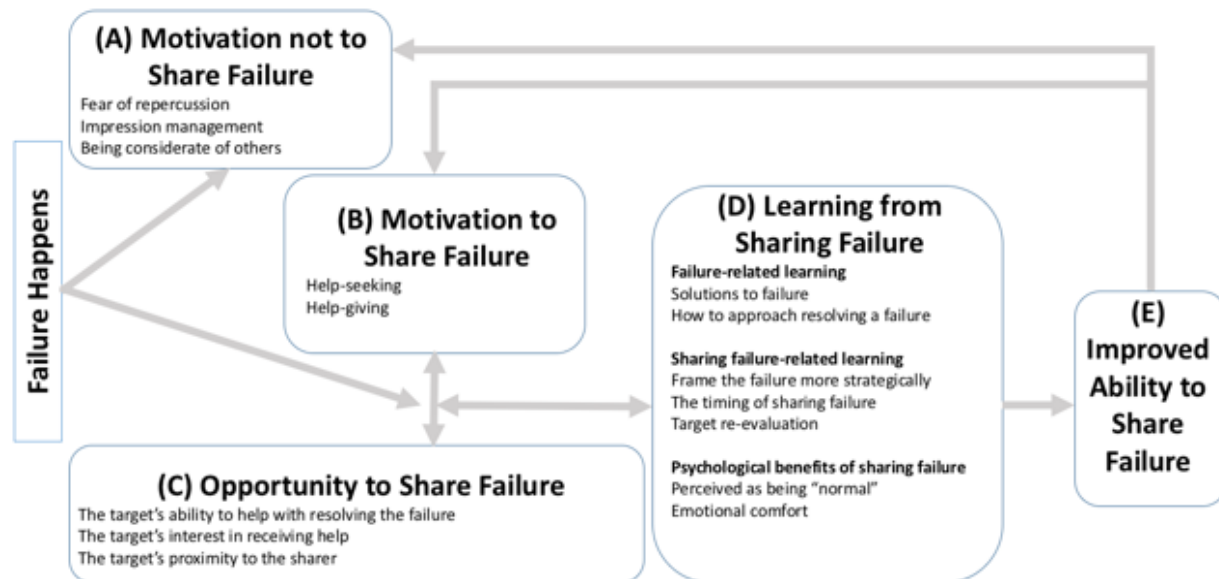 (A) Motivation not to
Share Failure
Fear of repercussion
Impression management
Being considerate of others
Failure Happens
(B) Motivation to
Share Failure
Help-seeking
Help-giving
(C) Opportunity to Share Failure
The target's ability to help with resolving the failure
The target's interest in receiving help
The target's proximity to the sharer
(D) Learning from
Sharing Failure
Failure-related learning
Solutions to failure
How to approach resolving a failure
Sharing failure-related learning
Frame the failure more strategically
The timing of sharing failure
Target re-evaluation
Psychological benefits of sharing failure
Perceived as being “normal”
Emotional comfort
(E)
Improved
Ability to
Share
Failure